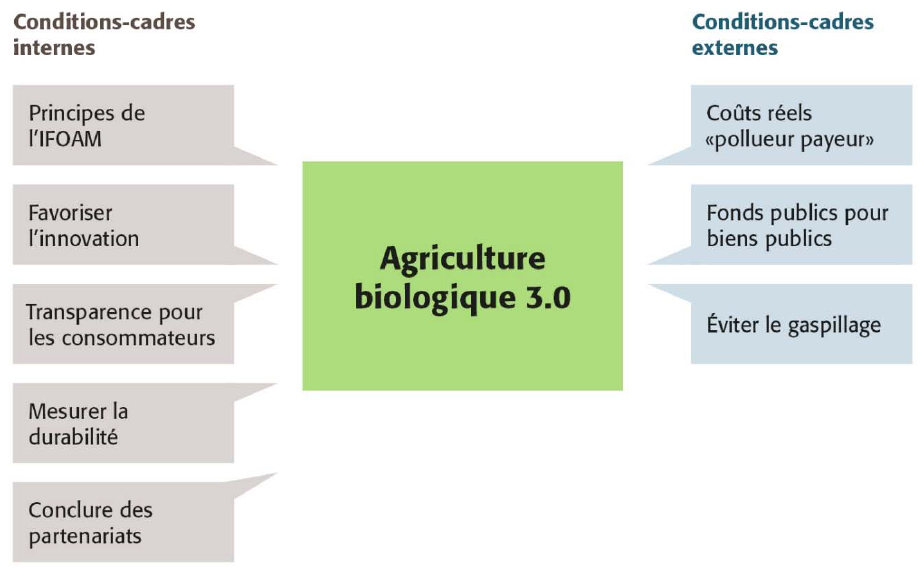 Conditions-cadres
internes
Principes de
l’IFOAM
Favoriser
l’innovation
Transparence pour
les consommateurs
Mesurer la
durabilité
Conclure des
partenariats
Agriculture
biologique 3.0
Conditions-cadres
externes
Coûts réels
«pollueur payeur»
Fonds publics pour
biens publics
Éviter le gaspillage